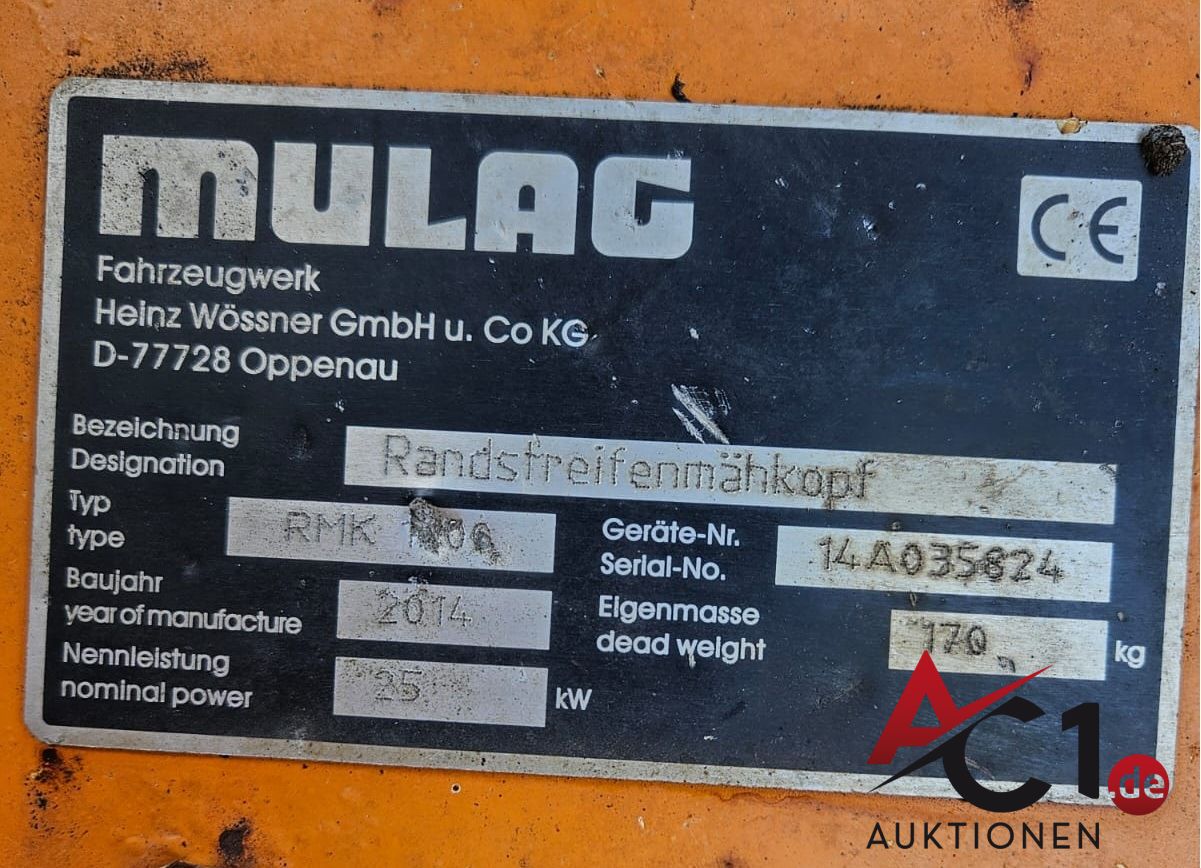 MULAG
CE
Fahrzeugwerk
Heinz Wössner GmbH u. Co KG
D-77728 Oppenau
Bezeichnung
Designation
Randstreifenmähkopf
Typ
type
RMK
Geräte-Nr.
Serial-No.
14A035824
Baujahr
year of manufacture
2014
Eigenmasse
dead weight
170
kg
Nennleistung
nominal power
25
kW
AC1.de
AUKTIONEN